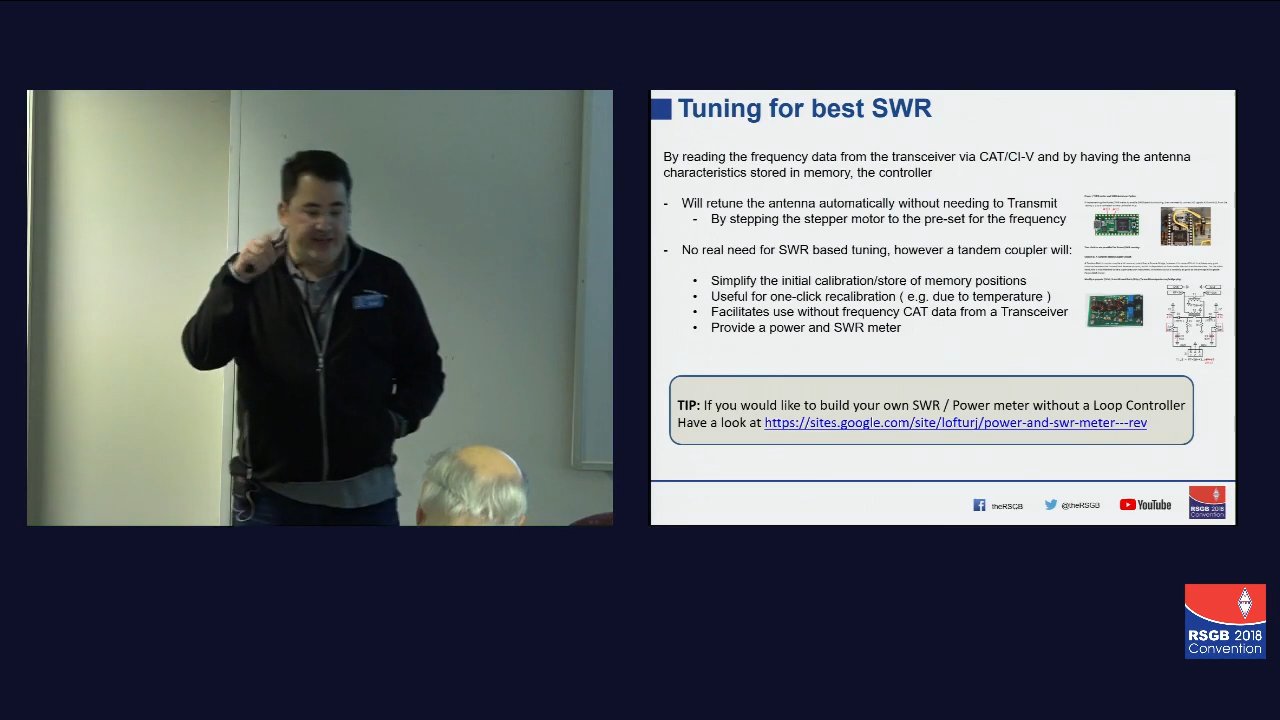 Tuning for best SWR
By reading the frequency data from the transceiver via CAT/CI-V and by having the antenna
characteristics stored in memory, the controller
- Will retune the antenna automatically without needing to Transmit
- By stepping the stepper motor to the pre-set for the frequency
- No real need for SWR based tuning, however a tandem coupler will:
• Simplify the initial calibration/store of memory positions
• Useful for one-click recalibration ( e.g. due to temperature )
• Facilitates use without frequency CAT data from a Transceiver
• Provide a power and SWR meter
TIP: If you would like to build your own SWR / Power meter without a Loop Controller
Have a look at https://sites.google.com/site/lofturj/power-and-swr-meter---rev
theRSGB
@theRSGB
YouTube
RSGB 2018
Convention
RSGB 2018
Convention